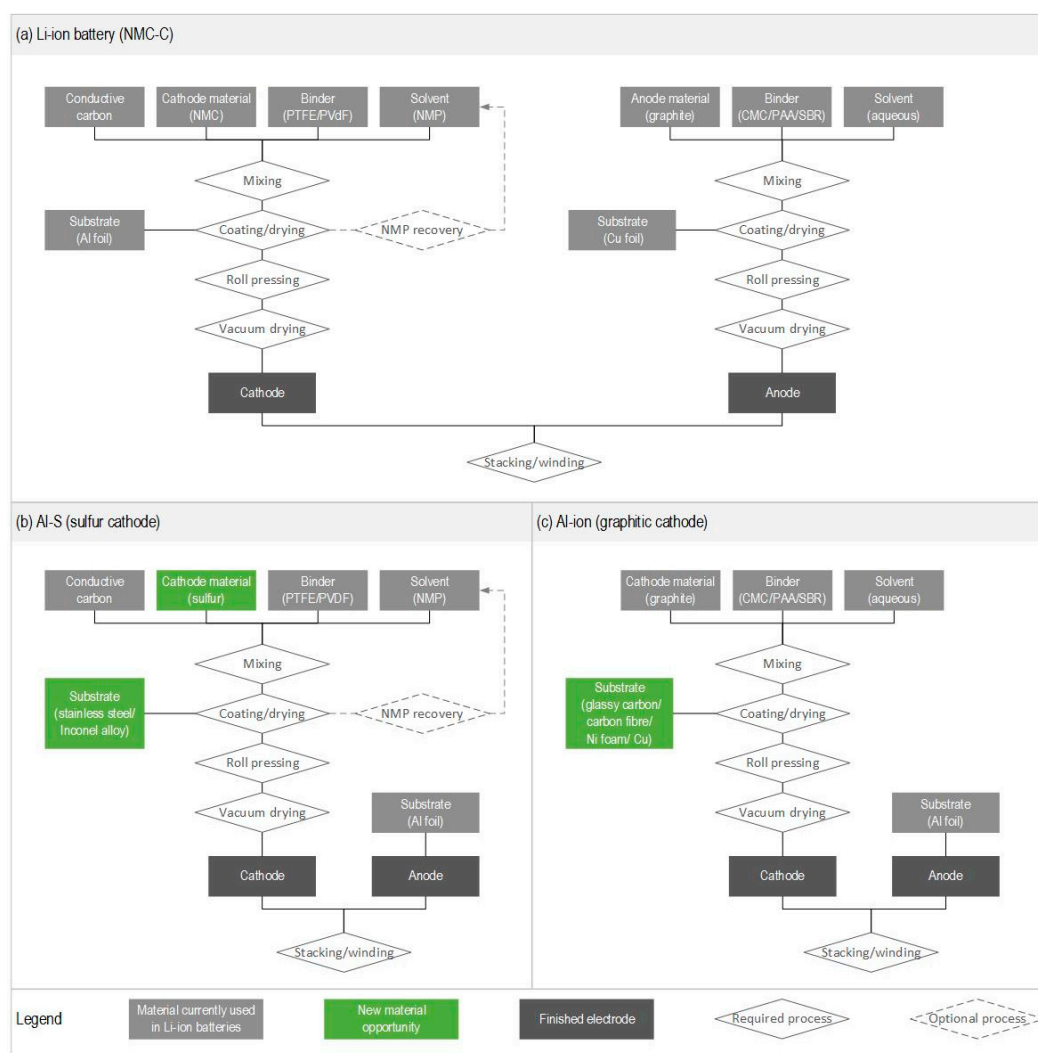 (a) Li-ion battery (NMC-C)
Conductive
carbon
Cathode material
(NMC)
Binder
(PTFE/PVdF)
Solvent
(NMP)
Mixing
Substrate
(Al foil)
Coating/drying
NMP recovery
Roll pressing
Vacuum drying
Cathode
Anode material
(graphite)
Binder
(CMC/PAA/SBR)
Solvent
(aqueous)
Mixing
Substrate
(Cu foil)
Coating/drying
Roll pressing
Vacuum drying
Anode
Stacking/winding
(b) Al-S (sulfur cathode)
Conductive
carbon
Cathode material
(sulfur)
Binder
(PTFE/PVDF)
Solvent
(NMP)
Mixing
Substrate
(stainless steel/
Inconel alloy)
Coating/drying
NMP recovery
Roll pressing
Vacuum drying
Substrate
(Al foil)
Cathode
Anode
Stacking/winding
(c) Al-ion (graphitic cathode)
Cathode material
(graphite)
Binder
(CMC/PAA/SBR)
Solvent
(aqueous)
Mixing
Substrate
(glassy carbon/
carbon fibre/
Ni foam/ Cu)
Coating/drying
Roll pressing
Vacuum drying
Substrate
(Al foil)
Cathode
Anode
Stacking/winding
Legend
Material currently used
in Li-ion batteries
New material
opportunity
Finished electrode
Required process
Optional process